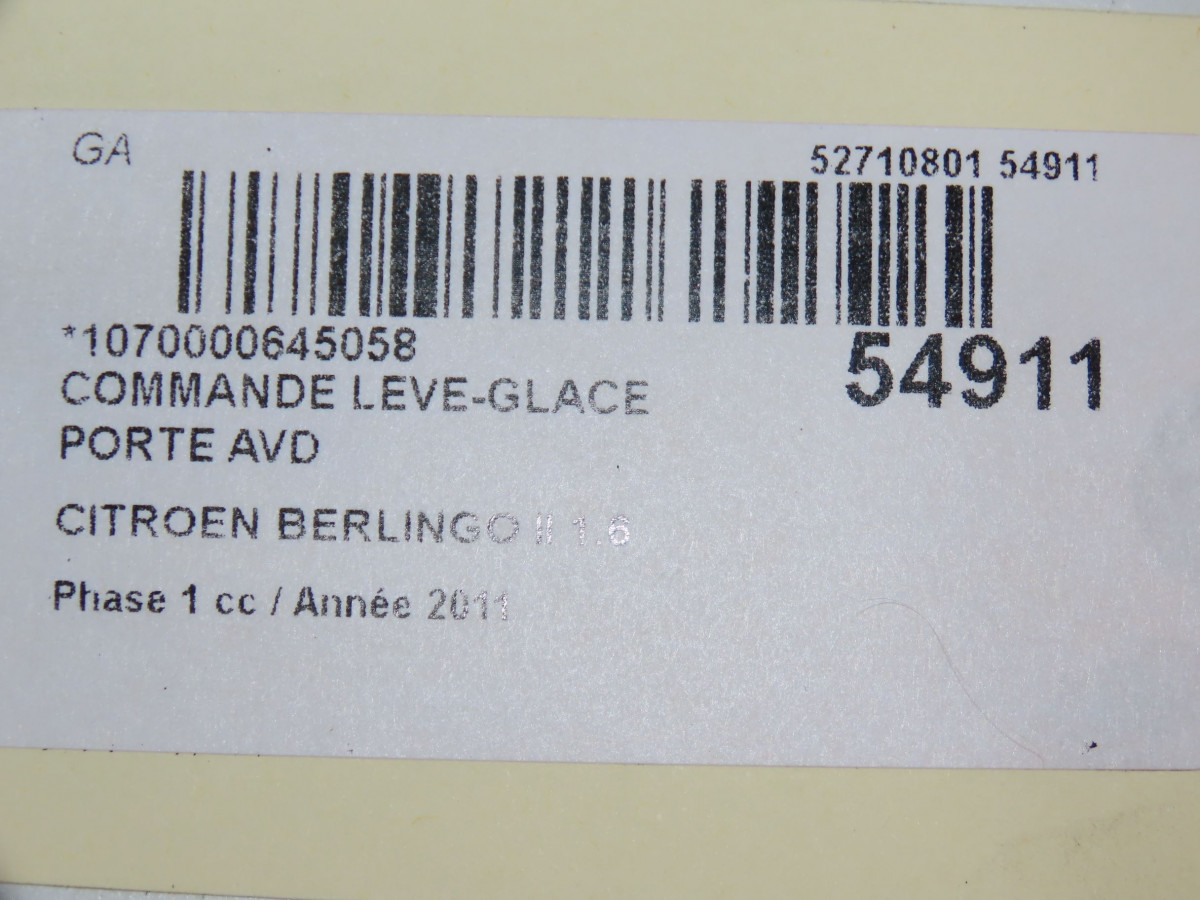 GA
52710801 54911
*1070000645058
54911
COMMANDE LEVE-GLACE
PORTE AVD
CITROEN BERLINGO II 1.6
Phase 1 cc / Année 2011